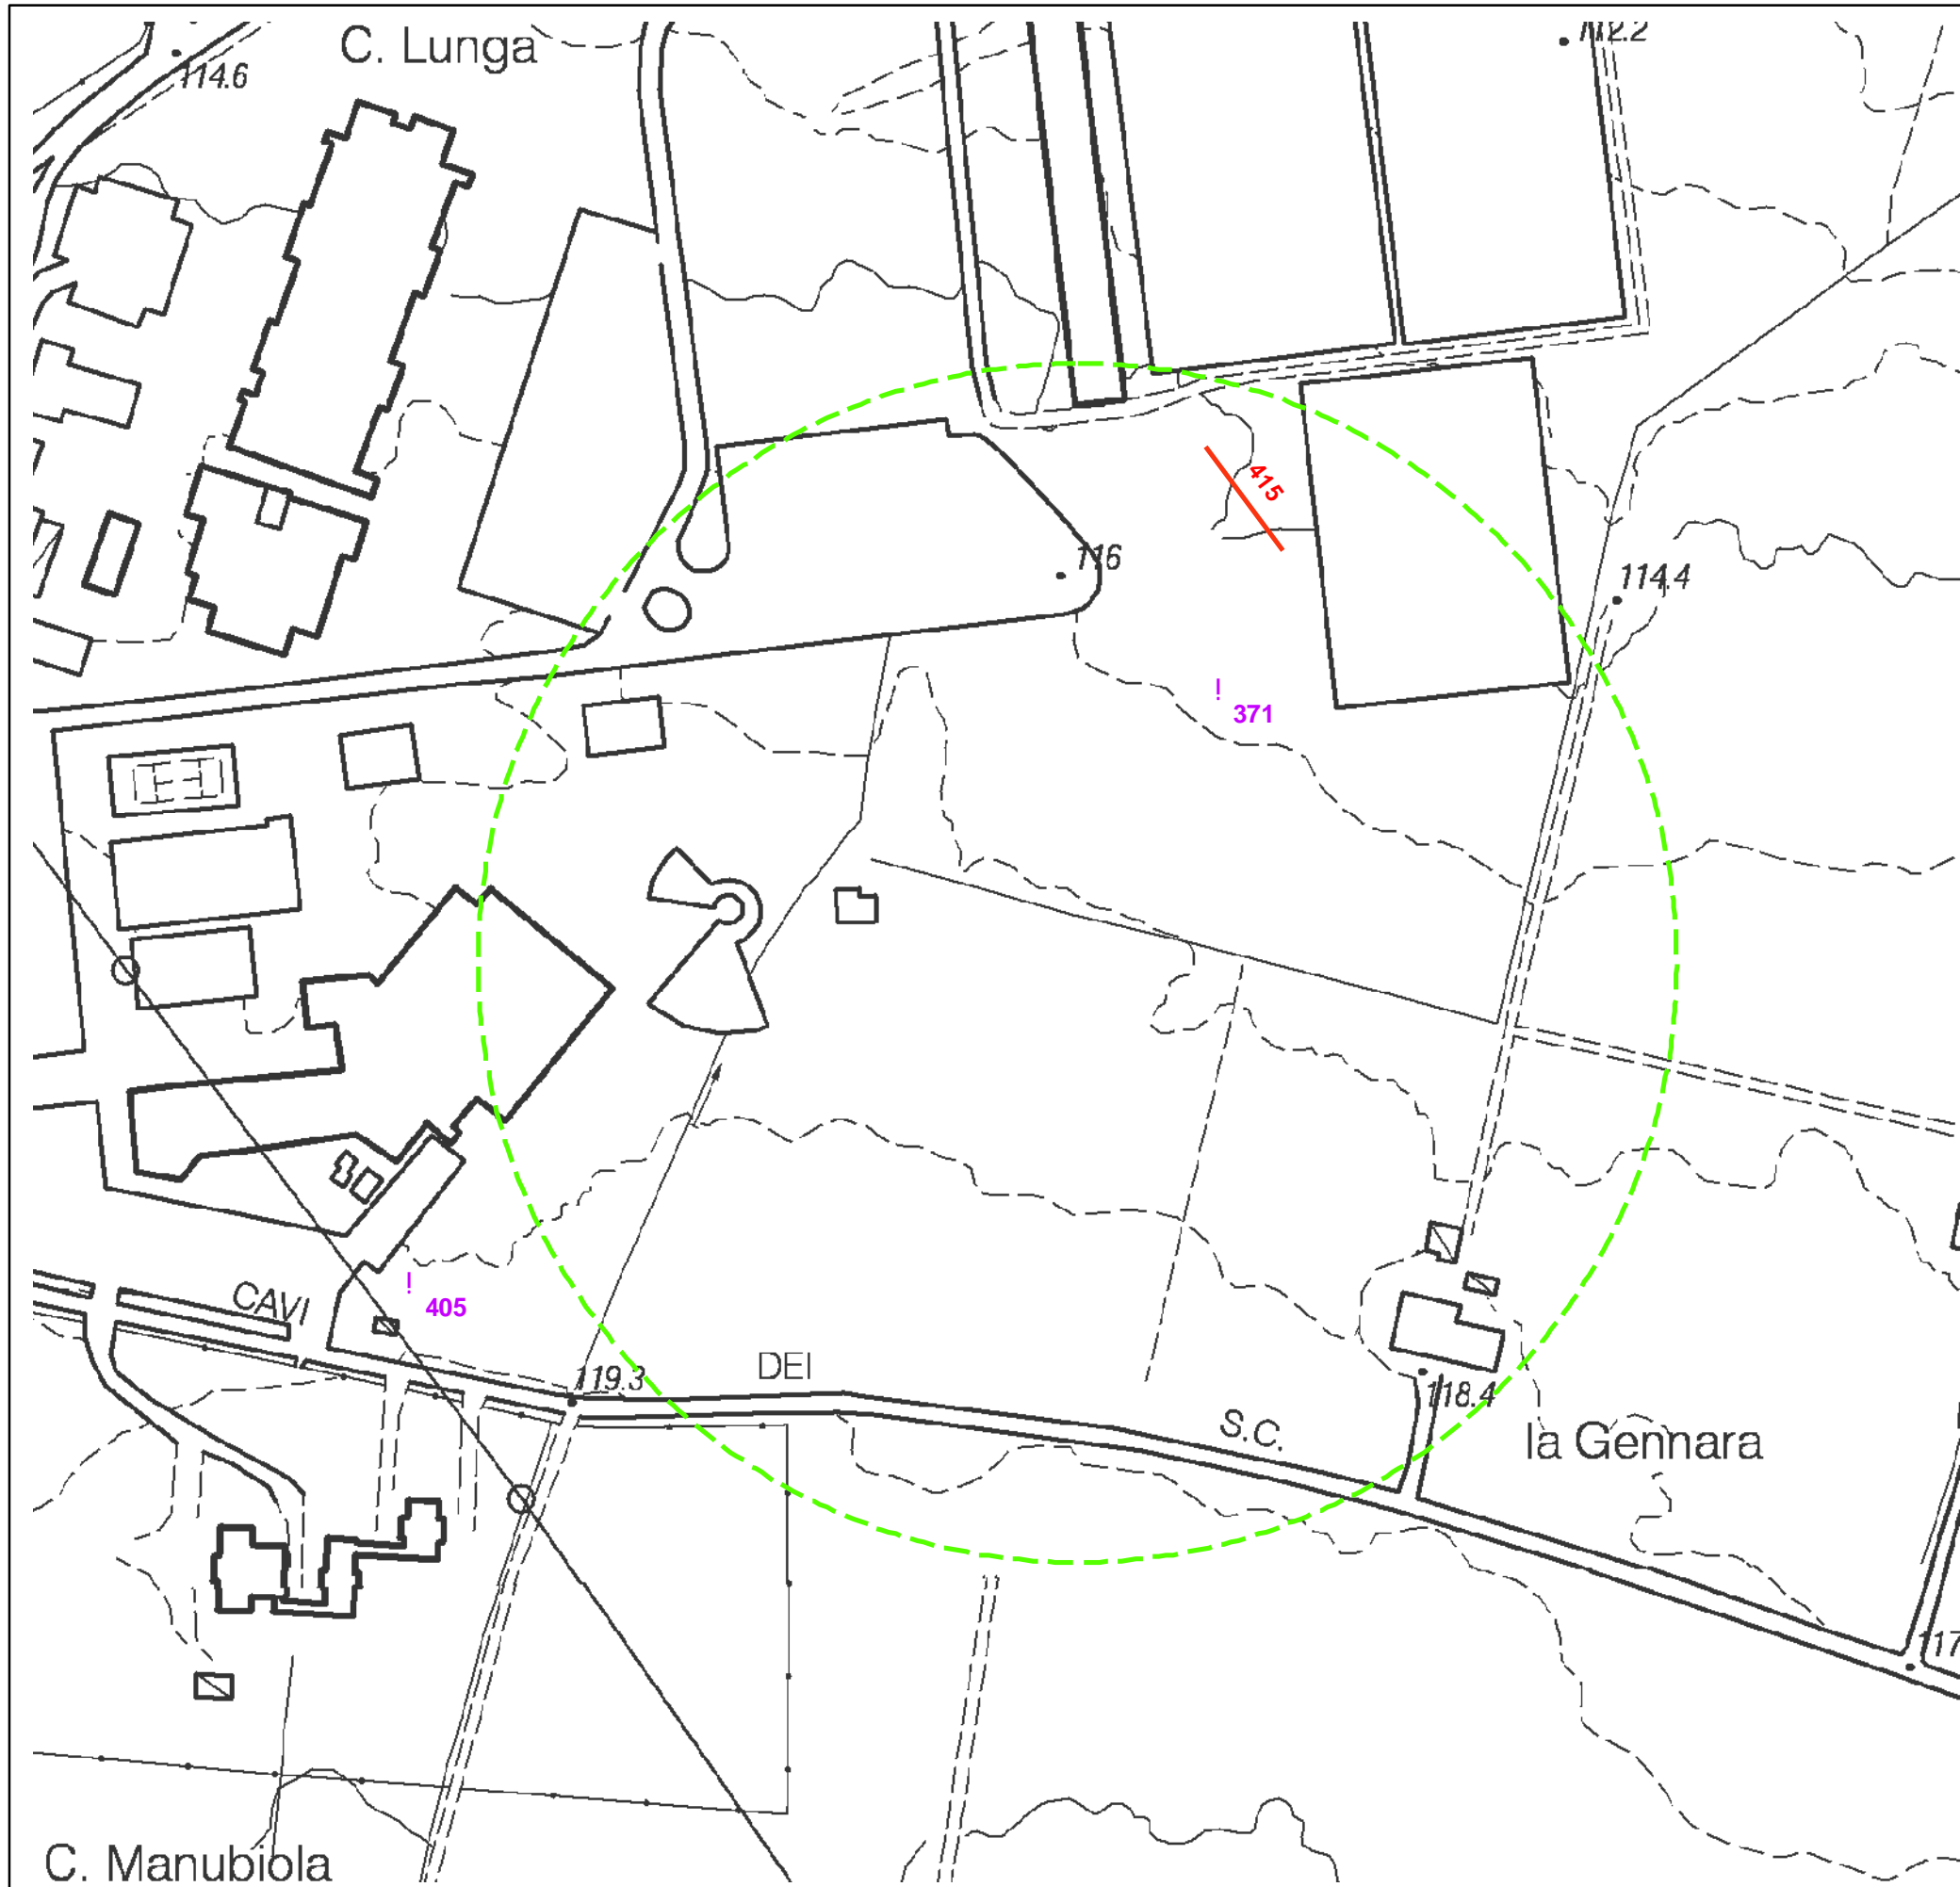 C. Lunga
112.2
114.6
415
116
114.4
!
371
!
405
CAVI
119.3
DEI
118.4
S.C.
la Gennara
117
C. Manubiola